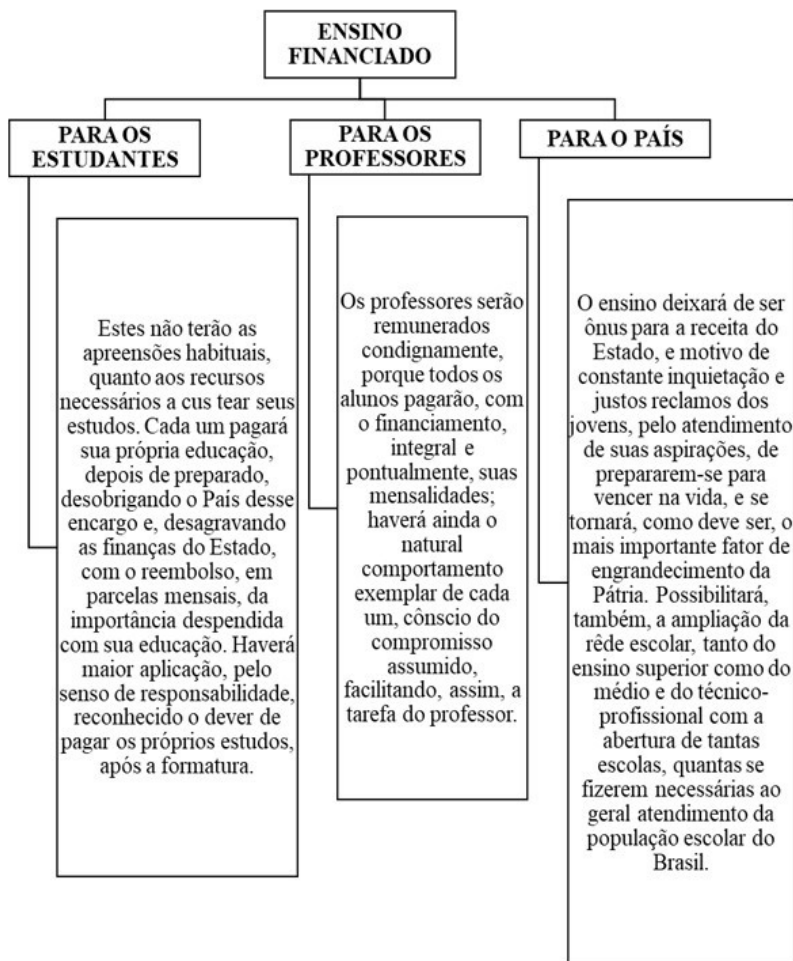 ENSINO
FINANCIADO
PARA OS
ESTUDANTES
PARA OS
PROFESSORES
PARA O PAÍS
Estes não terão as
apreensões habituais,
quanto aos recursos
necessários a cus tear seus
estudos. Cada um pagará
sua própria educação,
depois de preparado,
desobrigando o País desse
encargo e, desagravando
as finanças do Estado,
com o reembolso, em
parcelas mensais, da
importância despendida
com sua educação. Haverá
maior aplicação, pelo
senso de responsabilidade,
reconhecido o dever de
pagar os próprios estudos,
após a formatura.
Os professores serão
remunerados
condignamente,
porque todos os
alunos pagarão, com
o financiamento,
integral e
pontualmente, suas
mensalidades;
haverá ainda o
natural
comportamento
exemplar de cada
um, cônscio do
compromisso
assumido,
facilitando, assim, a
tarefa do professor.
O ensino deixará de ser
ônus para a receita do
Estado, e motivo de
constante inquietação e
justos reclamos dos
jovens, pelo atendimento
de suas aspirações, de
prepararem-se para
vencer na vida, e se
tornará, como deve ser, o
mais importante fator de
engrandecimento da
Pátria. Possibilitará,
também, a ampliação da
rêde escolar, tanto do
ensino superior como do
médio e do técnico-
profissional com a
abertura de tantas
escolas, quantas se
fizerem necessárias ao
geral atendimento da
população escolar do
Brasil.